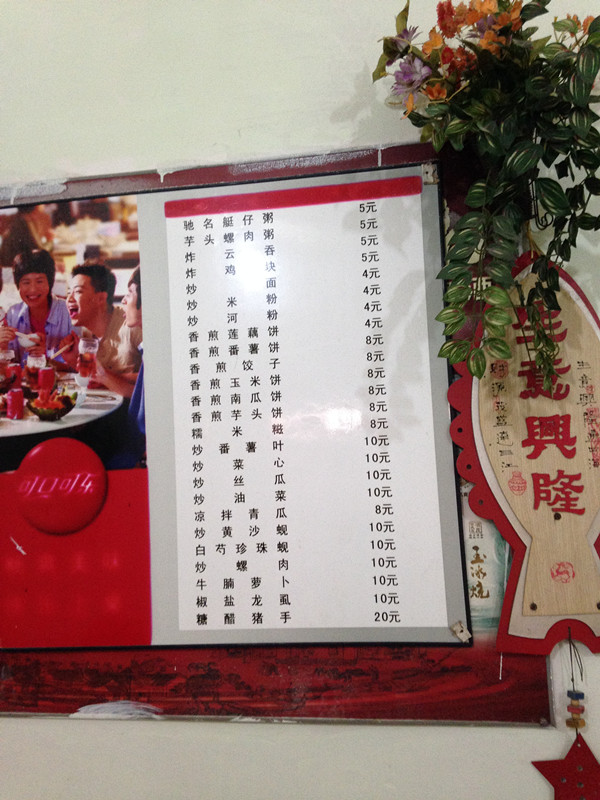 驰名艇仔粥 5元
芋头螺肉粥 5元
炸云吞 5元
炸鸡块 5元
炒面 4元
炒米粉 4元
炒河粉 4元
香煎莲藕饼 4元
香煎番薯饼 8元
香煎饺子 8元
香煎玉米饼 8元
香煎南瓜饼 8元
香煎芋头饼 8元
糯米糍 8元
炒番薯叶 10元
炒菜心 10元
炒丝瓜 10元
炒油菜 10元
凉拌青瓜 8元
炒黄沙蚬 10元
白芍珍珠蚬 10元
炒螺肉 10元
牛腩萝卜 10元
椒盐龙虱 10元
糖醋猪手 20元
生意興隆
玉冰烧